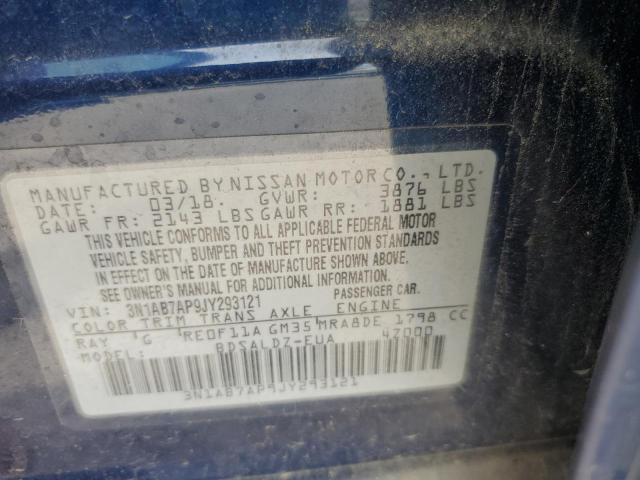 MANUFACTURED BY NISSAN MOTOR CO., LTD.
DATE: 03/18. GVWR: 3876 LBS
GAWR FR: 2143 LBS GAWR RR: 1881 LBS
THIS VEHICLE CONFORMS TO ALL APPLICABLE FEDERAL MOTOR
VEHICLE SAFETY, BUMPER AND THEFT PREVENTION STANDARDS
IN EFFECT ON THE DATE OF MANUFACTURE SHOWN ABOVE.
SEE OWNER'S MANUAL FOR ADDITIONAL INFORMATION.
VIN: 3N1AB7AP9JY293121 PASSENGER CAR.
COLOR TRIM TRANS AXLE ENGINE
RAY G RE0F11A GM35 MRA8DE 1798 CC
BDSALDZ-EUA 47000
3N1AB7AP9JY293121